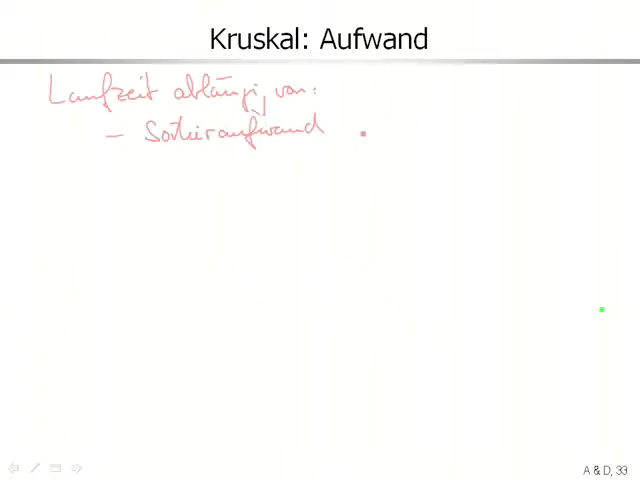 Kruskal: Aufwand
Laufzeit abhängig von:
– Sortieraufwand
A & D, 33